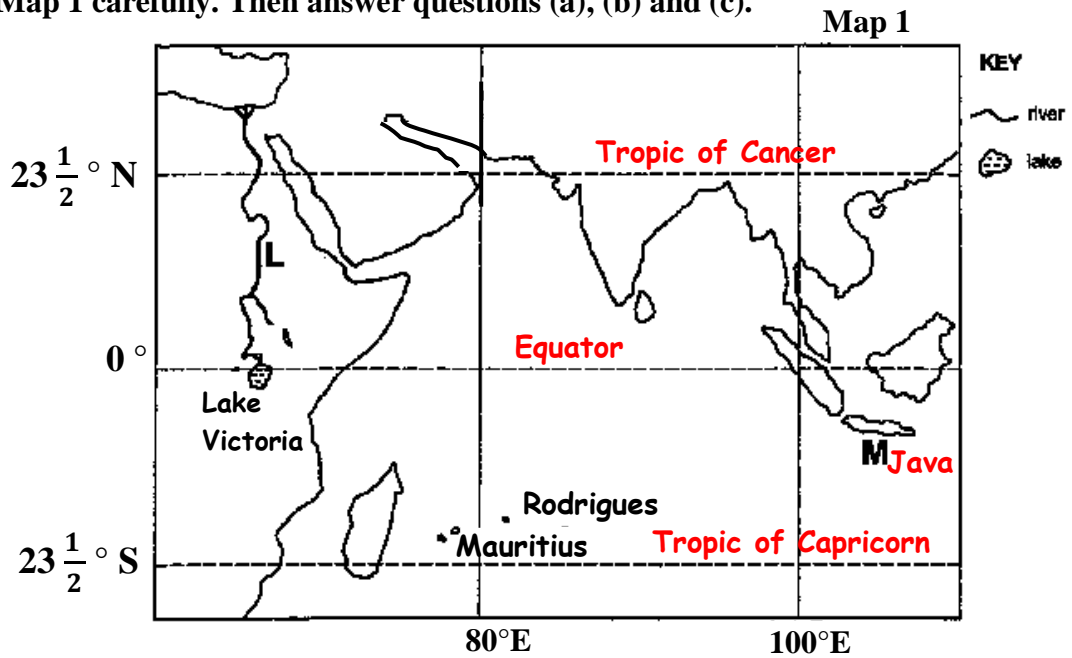 Map 1 carefully. Then answer questions (a), (b) and (c).
Map 1
KEY
river
lake
23 1/2 ° N
Tropic of Cancer
L
0 °
Equator
Lake
Victoria
M
Java
Rodrigues
Mauritius
Tropic of Capricorn
23 1/2 ° S
80°E
100°E